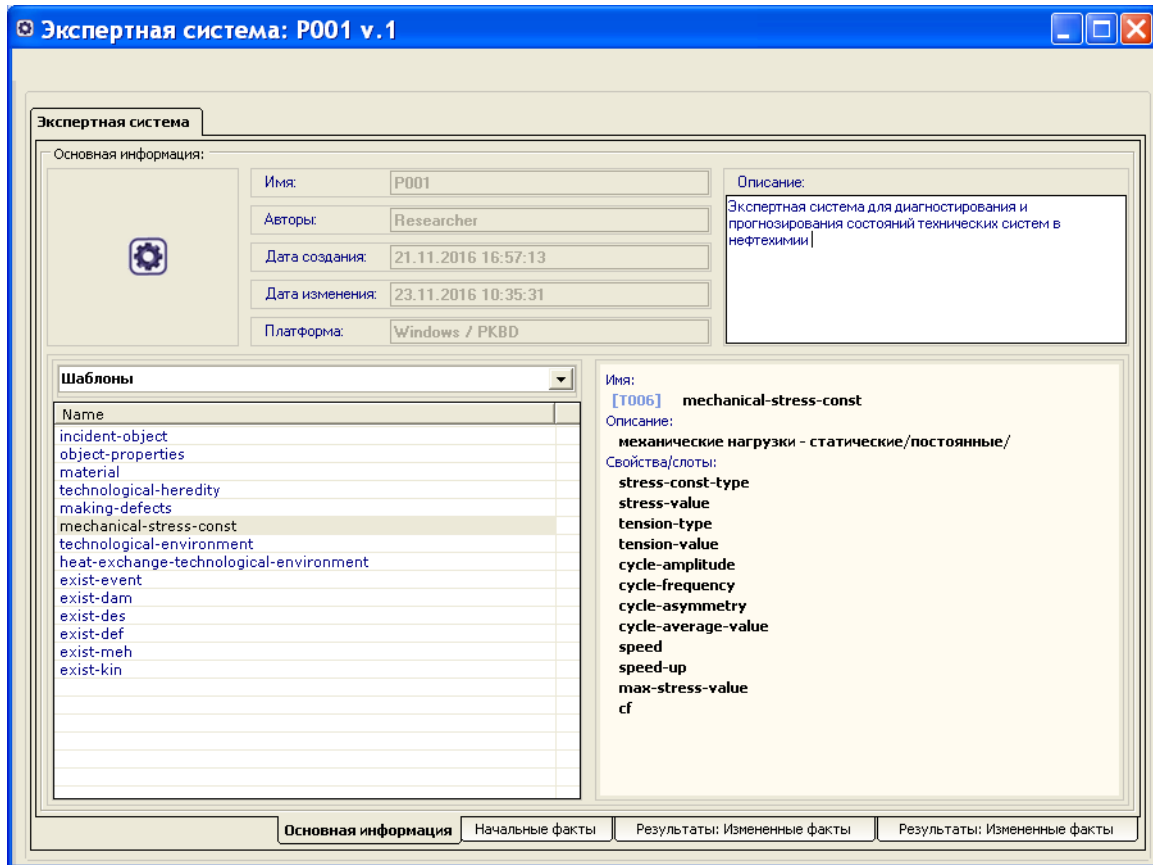 Экспертная система: P001 v.1
Экспертная система
Основная информация:
Имя:
P001
Авторы:
Researcher
Дата создания:
21.11.2016 16:57:13
Дата изменения:
23.11.2016 10:35:31
Платформа:
Windows / PKBD
Описание:
Экспертная система для диагностирования и
прогнозирования состояний технических систем в
нефтехимии
Шаблоны
Name
incident-object
object-properties
material
technological-heredity
making-defects
mechanical-stress-const
technological-environment
heat-exchange-technological-environment
exist-event
exist-dam
exist-des
exist-def
exist-meh
exist-kin
Имя:
[T006] mechanical-stress-const
Описание:
механические нагрузки - статические/постоянные/
Свойства/слоты:
stress-const-type
stress-value
tension-type
tension-value
cycle-amplitude
cycle-frequency
cycle-asymmetry
cycle-average-value
speed
speed-up
max-stress-value
cf
Основная информация
Начальные факты
Результаты: Измененные факты
Результаты: Измененные факты